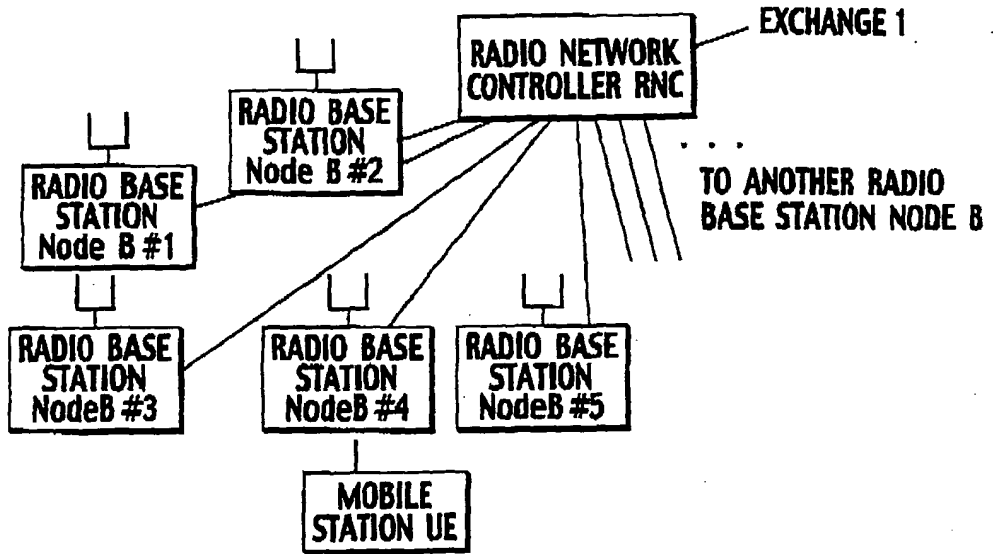 EXCHANGE 1
RADIO NETWORK
CONTROLLER RNC
RADIO BASE
STATION
Node B #2
RADIO BASE
STATION
Node B #1
. . .
TO ANOTHER RADIO
BASE STATION NODE B
RADIO BASE
STATION
NodeB #3
RADIO BASE
STATION
NodeB #4
RADIO BASE
STATION
NodeB #5
MOBILE
STATION UE